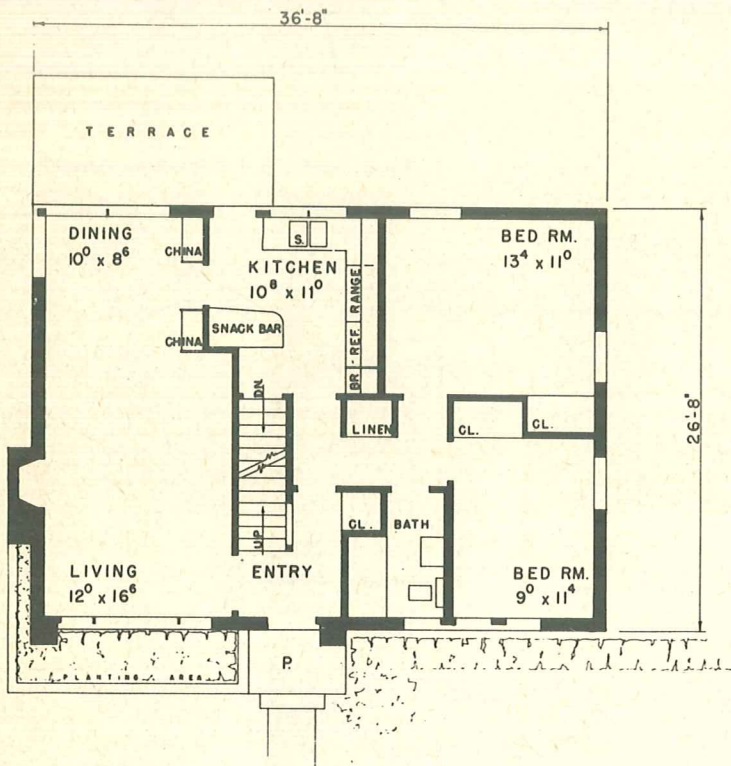 36'-8"
TERRACE
DINING
10⁰ x 8⁶
CHINA
S.
KITCHEN
10⁸ x 11⁰
BED RM.
13⁴ x 11⁰
RANGE
REF.
BR.
CHINA
SNACK BAR
DN.
LINEN
CL.
CL.
26'-8"
UP
CL.
BATH
LIVING
12⁰ x 16⁶
ENTRY
BED RM.
9⁰ x 11⁴
P.
PLANTING AREA